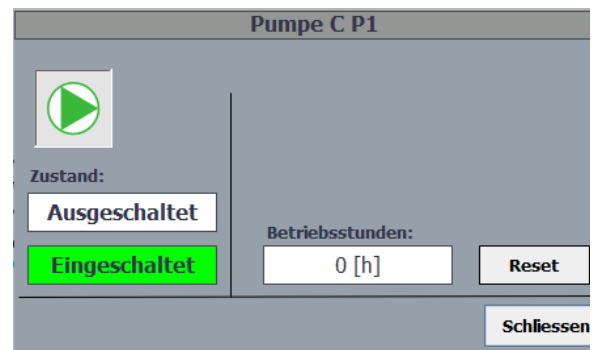 Pumpe C P1
Zustand:
Ausgeschaltet
Eingeschaltet
Betriebsstunden:
0 [h]
Reset
Schliessen